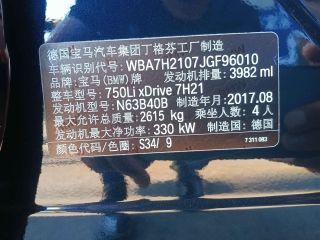 德国宝马汽车集团丁格芬工厂制造
车辆识别代号: WBA7H2107JGF96010
品牌: 宝马(BMW)牌 发动机排量: 3982 ml
整车型号: 750Li xDrive 7H21
发动机型号: N63B40B 制造年月 2017.08
最大允许总质量: 2615 kg 乘坐人数: 4 人
发动机最大净功率: 330 kW 制造国: 德国
颜色代码/色圈: S34/ 9 7 311 083